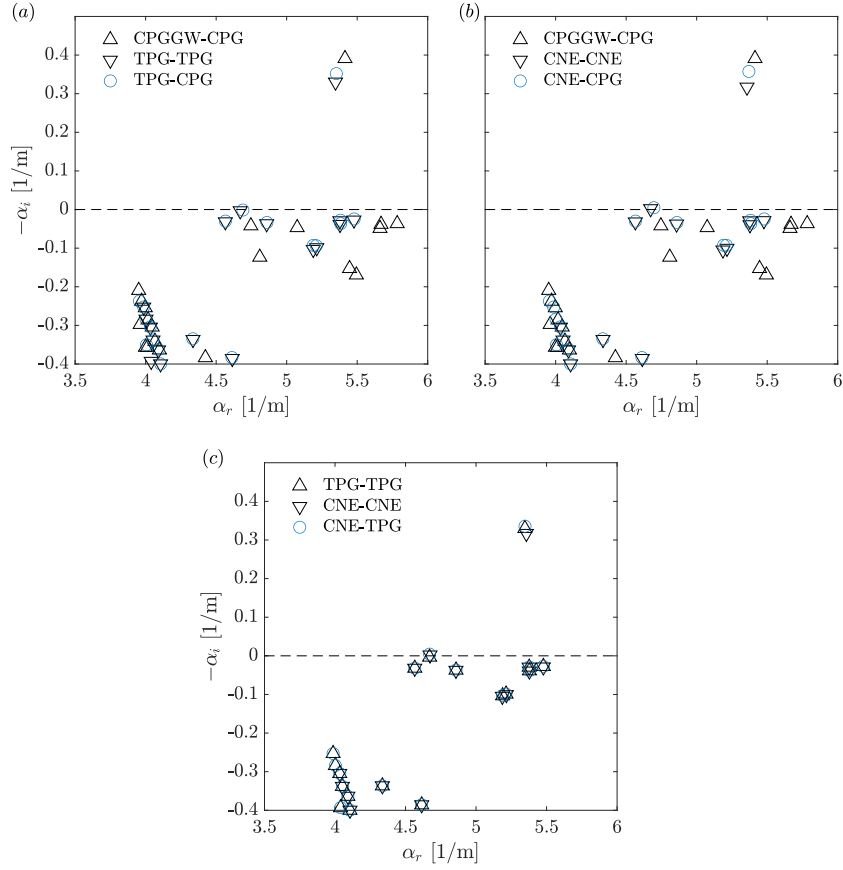 (a)
CPGGW-CPG
TPG-TPG
TPG-CPG
0.4
0.3
0.2
0.1
0
-0.1
-0.2
-0.3
-0.4
−αᵢ [1/m]
3.5 4 4.5 5 5.5 6
αᵣ [1/m]
(b)
CPGGW-CPG
CNE-CNE
CNE-CPG
0.4
0.3
0.2
0.1
0
-0.1
-0.2
-0.3
-0.4
3.5 4 4.5 5 5.5 6
αᵣ [1/m]
(c)
TPG-TPG
CNE-CNE
CNE-TPG
0.4
0.3
0.2
0.1
0
-0.1
-0.2
-0.3
-0.4
−αᵢ [1/m]
3.5 4 4.5 5 5.5 6
αᵣ [1/m]